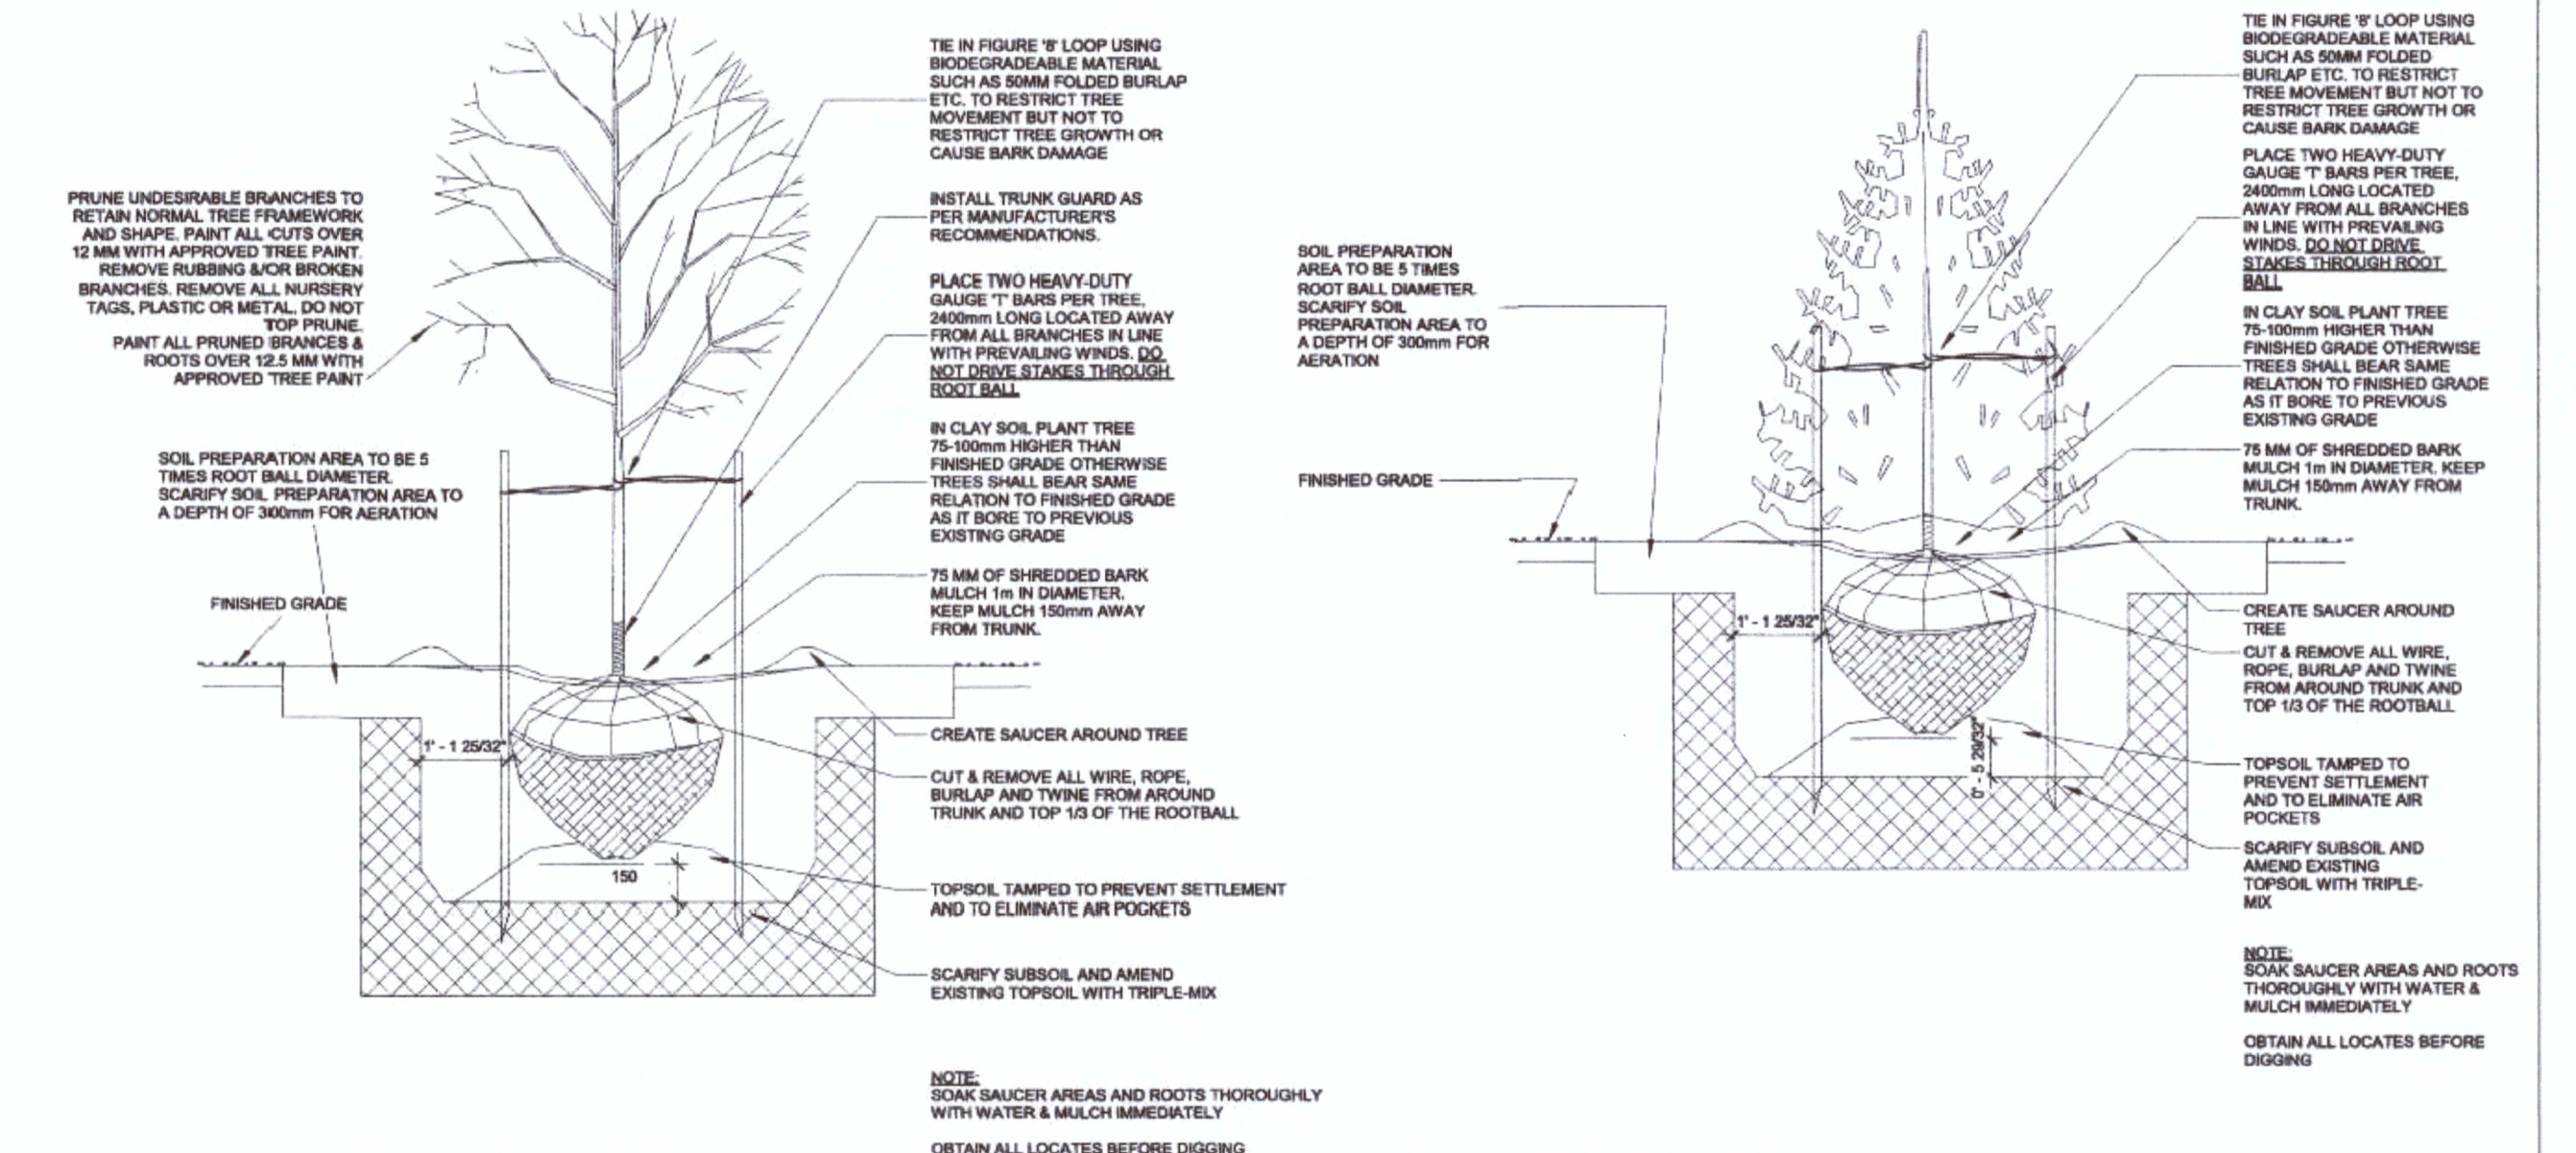 PRUNE UNDESIRABLE BRANCHES TO
RETAIN NORMAL TREE FRAMEWORK
AND SHAPE. PAINT ALL CUTS OVER
12 MM WITH APPROVED TREE PAINT.
REMOVE RUBBING &/OR BROKEN
BRANCHES. REMOVE ALL NURSERY
TAGS, PLASTIC OR METAL. DO NOT
TOP PRUNE.
PAINT ALL PRUNED BRANCES &
ROOTS OVER 12.5 MM WITH
APPROVED TREE PAINT
SOIL PREPARATION AREA TO BE 5
TIMES ROOT BALL DIAMETER.
SCARIFY SOIL PREPARATION AREA TO
A DEPTH OF 300mm FOR AERATION
FINISHED GRADE
1' - 1 25/32"
150
TIE IN FIGURE '8' LOOP USING
BIODEGRADEABLE MATERIAL
SUCH AS 50MM FOLDED BURLAP
ETC. TO RESTRICT TREE
MOVEMENT BUT NOT TO
RESTRICT TREE GROWTH OR
CAUSE BARK DAMAGE
INSTALL TRUNK GUARD AS
PER MANUFACTURER'S
RECOMMENDATIONS.
PLACE TWO HEAVY-DUTY
GAUGE 'T' BARS PER TREE,
2400mm LONG LOCATED AWAY
FROM ALL BRANCHES IN LINE
WITH PREVAILING WINDS. DO
NOT DRIVE STAKES THROUGH
ROOT BALL
IN CLAY SOIL PLANT TREE
75-100mm HIGHER THAN
FINISHED GRADE OTHERWISE
TREES SHALL BEAR SAME
RELATION TO FINISHED GRADE
AS IT BORE TO PREVIOUS
EXISTING GRADE
75 MM OF SHREDDED BARK
MULCH 1m IN DIAMETER.
KEEP MULCH 150mm AWAY
FROM TRUNK.
CREATE SAUCER AROUND TREE
CUT & REMOVE ALL WIRE, ROPE,
BURLAP AND TWINE FROM AROUND
TRUNK AND TOP 1/3 OF THE ROOTBALL
TOPSOIL TAMPED TO PREVENT SETTLEMENT
AND TO ELIMINATE AIR POCKETS
SCARIFY SUBSOIL AND AMEND
EXISTING TOPSOIL WITH TRIPLE-MIX
NOTE:
SOAK SAUCER AREAS AND ROOTS THOROUGHLY
WITH WATER & MULCH IMMEDIATELY
OBTAIN ALL LOCATES BEFORE DIGGING
SOIL PREPARATION
AREA TO BE 5 TIMES
ROOT BALL DIAMETER.
SCARIFY SOIL
PREPARATION AREA TO
A DEPTH OF 300mm FOR
AERATION
FINISHED GRADE
1' - 1 25/32"
0' - 5 29/32"
TIE IN FIGURE '8' LOOP USING
BIODEGRADEABLE MATERIAL
SUCH AS 50MM FOLDED
BURLAP ETC. TO RESTRICT
TREE MOVEMENT BUT NOT TO
RESTRICT TREE GROWTH OR
CAUSE BARK DAMAGE
PLACE TWO HEAVY-DUTY
GAUGE 'T' BARS PER TREE,
2400mm LONG LOCATED
AWAY FROM ALL BRANCHES
IN LINE WITH PREVAILING
WINDS. DO NOT DRIVE
STAKES THROUGH ROOT
BALL
IN CLAY SOIL PLANT TREE
75-100mm HIGHER THAN
FINISHED GRADE OTHERWISE
TREES SHALL BEAR SAME
RELATION TO FINISHED GRADE
AS IT BORE TO PREVIOUS
EXISTING GRADE
75 MM OF SHREDDED BARK
MULCH 1m IN DIAMETER. KEEP
MULCH 150mm AWAY FROM
TRUNK.
CREATE SAUCER AROUND
TREE
CUT & REMOVE ALL WIRE,
ROPE, BURLAP AND TWINE
FROM AROUND TRUNK AND
TOP 1/3 OF THE ROOTBALL
TOPSOIL TAMPED TO
PREVENT SETTLEMENT
AND TO ELIMINATE AIR
POCKETS
SCARIFY SUBSOIL AND
AMEND EXISTING
TOPSOIL WITH TRIPLE-
MIX
NOTE:
SOAK SAUCER AREAS AND ROOTS
THOROUGHLY WITH WATER &
MULCH IMMEDIATELY
OBTAIN ALL LOCATES BEFORE
DIGGING